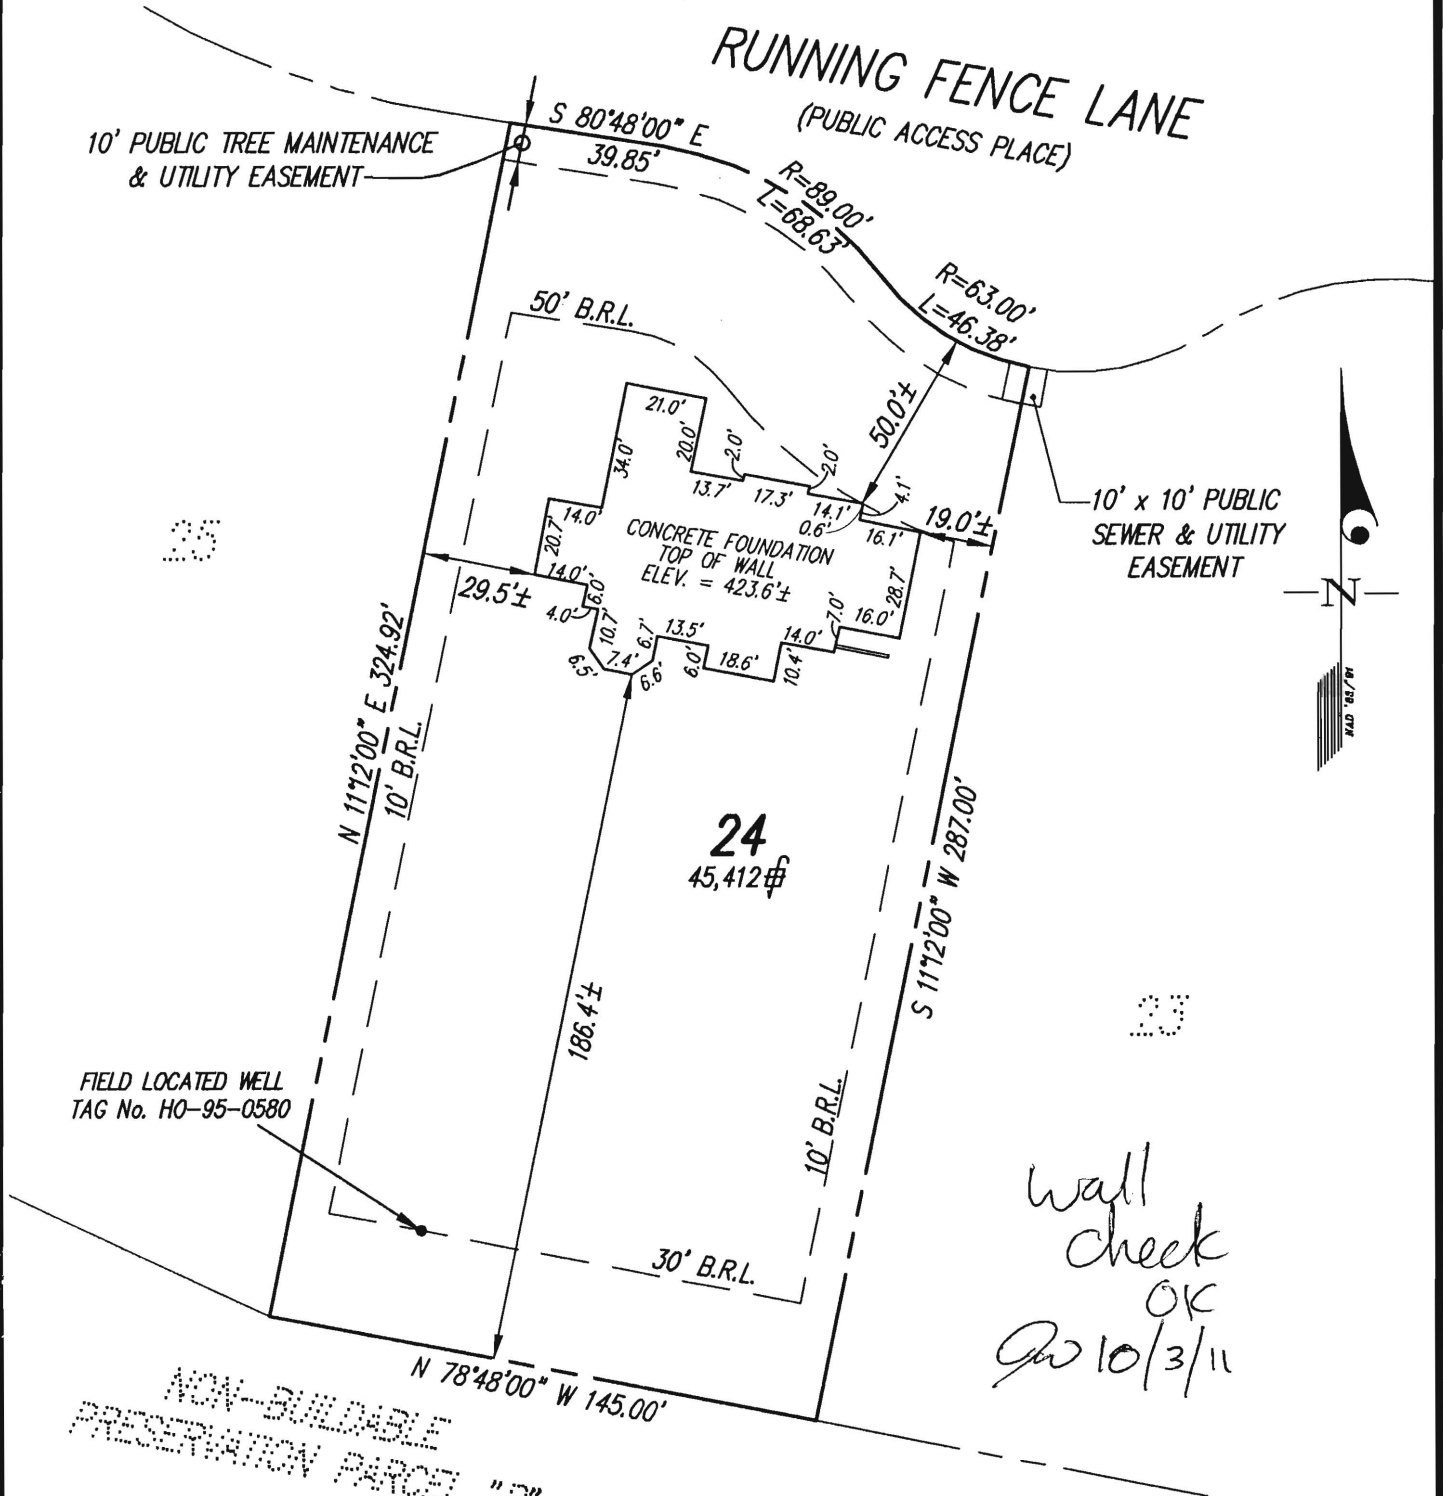 RUNNING FENCE LANE
(PUBLIC ACCESS PLACE)
10' PUBLIC TREE MAINTENANCE
& UTILITY EASEMENT
S 80°48'00" E
39.85'
R=89.00'
L=68.63'
R=63.00'
L=46.38'
50' B.R.L.
50.0'±
21.0'
34.0'
20.0'
2.0'
2.0'
13.7'
17.3'
14.1'
4.1'
0.6'
16.1'
19.0'±
10' x 10' PUBLIC
SEWER & UTILITY
EASEMENT
25
14.0'
20.7'
CONCRETE FOUNDATION
TOP OF WALL
ELEV. = 423.6'±
28.7'
N
NAD '83/'91
29.5'±
14.0'
6.0'
4.0'
10.7'
6.5'
7.4'
6.6'
6.7'
13.5'
6.0'
18.6'
10.4'
14.0'
7.0'
16.0'
N 11°12'00" E 324.92'
10' B.R.L.
24
45,412
S 11°12'00" W 287.00'
186.4'±
23
FIELD LOCATED WELL
TAG No. HO-95-0580
10' B.R.L.
30' B.R.L.
N 78°48'00" W 145.00'
wall
check
OK
10/3/11
NON-BUILDABLE
PRESERVATION PARCEL